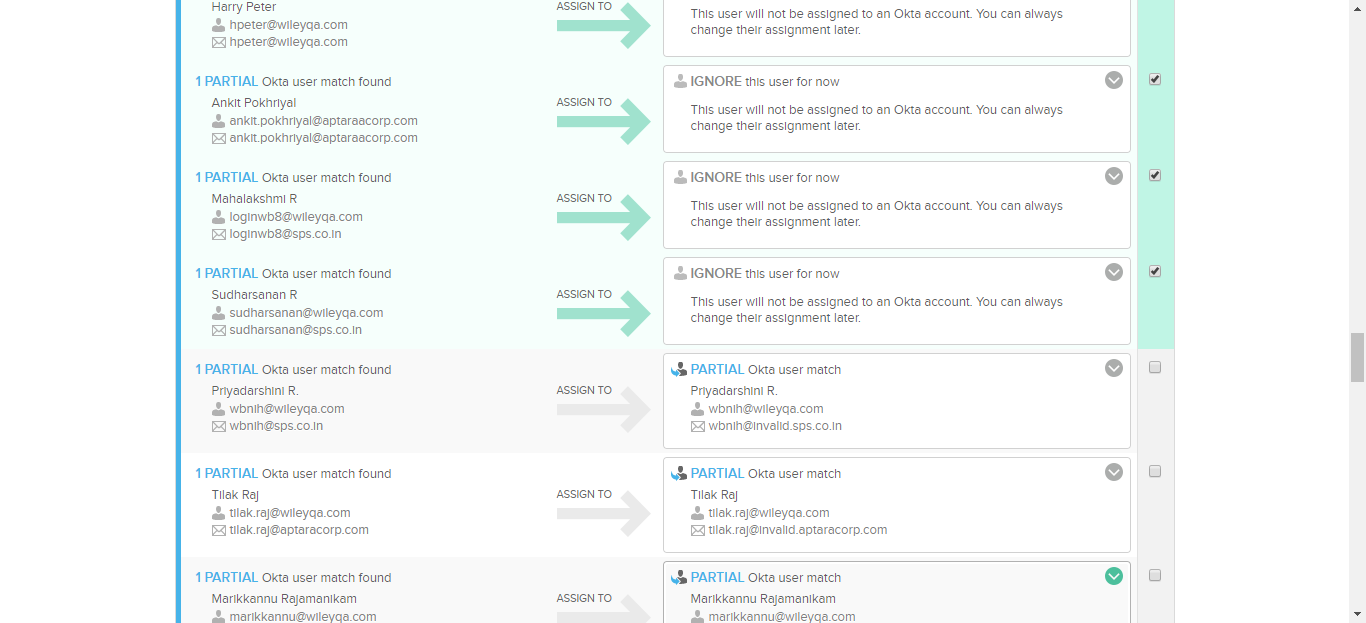 Harry Peter
hpeter@wileyqa.com
hpeter@wileyqa.com
ASSIGN TO
This user will not be assigned to an Okta account. You can always
change their assignment later.
1 PARTIAL Okta user match found
Ankit Pokhriyal
ankit.pokhriyal@aptaraacorp.com
ankit.pokhriyal@aptaraacorp.com
ASSIGN TO
IGNORE this user for now
This user will not be assigned to an Okta account. You can always
change their assignment later.
1 PARTIAL Okta user match found
Mahalakshmi R
loginwb8@wileyqa.com
loginwb8@sps.co.in
ASSIGN TO
IGNORE this user for now
This user will not be assigned to an Okta account. You can always
change their assignment later.
1 PARTIAL Okta user match found
Sudharsanan R
sudharsanan@wileyqa.com
sudharsanan@sps.co.in
ASSIGN TO
IGNORE this user for now
This user will not be assigned to an Okta account. You can always
change their assignment later.
1 PARTIAL Okta user match found
Priyadarshini R.
wbnih@wileyqa.com
wbnih@sps.co.in
ASSIGN TO
PARTIAL Okta user match
Priyadarshini R.
wbnih@wileyqa.com
wbnih@invalid.sps.co.in
1 PARTIAL Okta user match found
Tilak Raj
tilak.raj@wileyqa.com
tilak.raj@aptaracorp.com
ASSIGN TO
PARTIAL Okta user match
Tilak Raj
tilak.raj@wileyqa.com
tilak.raj@invalid.aptaracorp.com
1 PARTIAL Okta user match found
Marikkannu Rajamanikam
marikkannu@wileyqa.com
ASSIGN TO
PARTIAL Okta user match
Marikkannu Rajamanikam
marikkannu@wileyqa.com